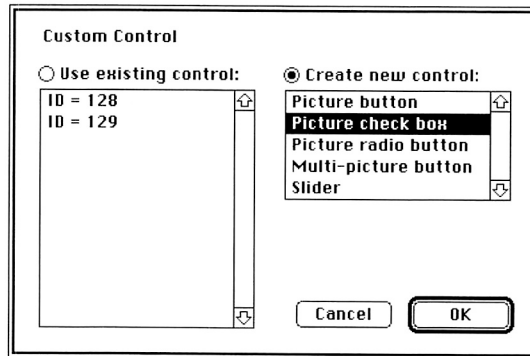 Custom Control
Use existing control:
ID = 128
ID = 129
Create new control:
Picture button
Picture check box
Picture radio button
Multi-picture button
Slider
Cancel
OK